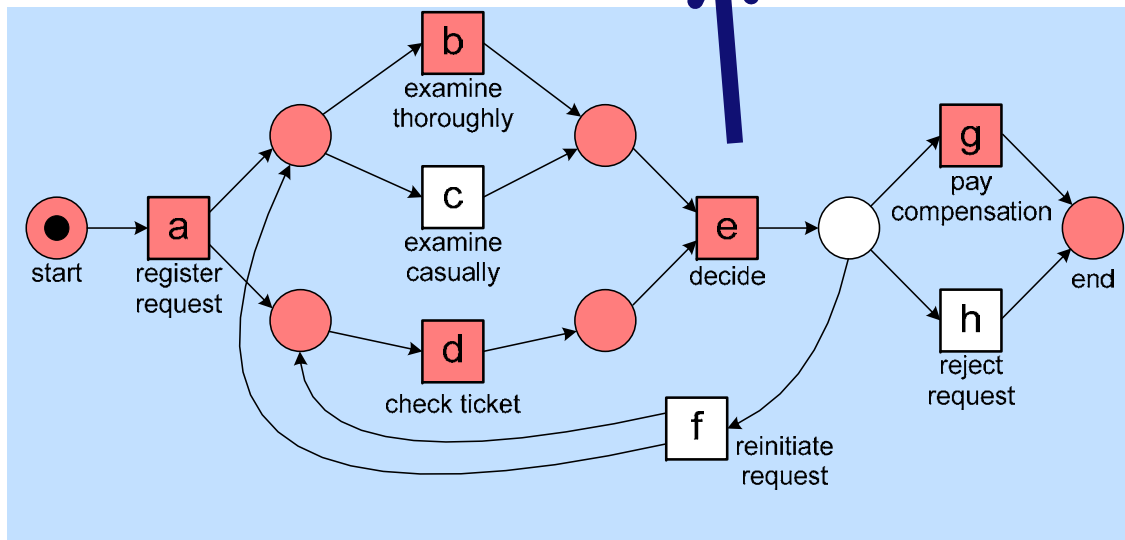 b
examine
thoroughly
c
examine
casually
a
register
request
start
d
check ticket
e
decide
g
pay
compensation
h
reject
request
end
f
reinitiate
request